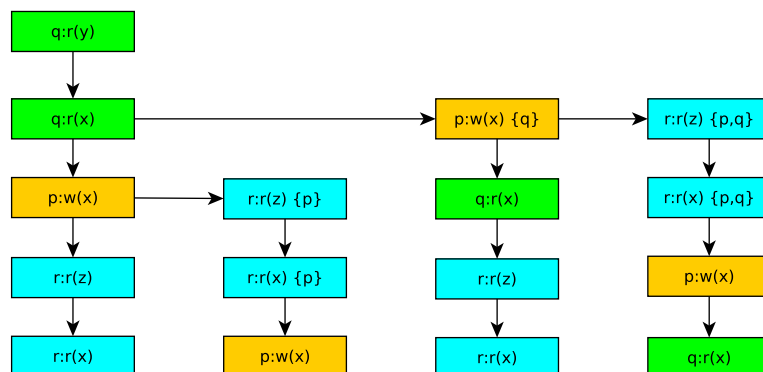 q:r(y)
q:r(x)
p:w(x) {q}
r:r(z) {p,q}
p:w(x)
r:r(z) {p}
q:r(x)
r:r(x) {p,q}
r:r(z)
r:r(x) {p}
r:r(z)
p:w(x)
r:r(x)
p:w(x)
r:r(x)
q:r(x)